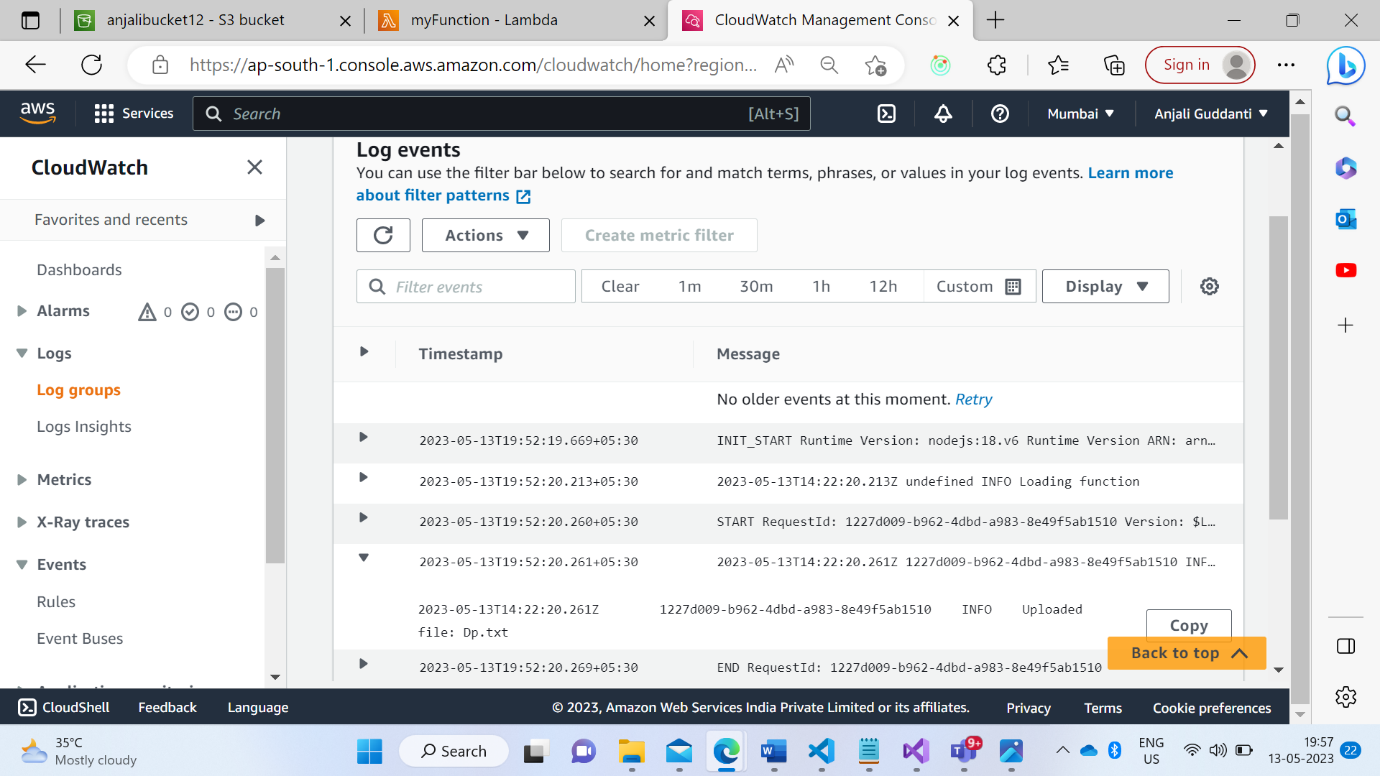 anjalibucket12 - S3 bucket
myFunction - Lambda
CloudWatch Management Conso
https://ap-south-1.console.aws.amazon.com/cloudwatch/home?region...
Sign in
aws
Services
Search
[Alt+S]
Mumbai
Anjali Guddanti
CloudWatch
Favorites and recents
Dashboards
Alarms 0 0 0
Logs
Log groups
Logs Insights
Metrics
X-Ray traces
Events
Rules
Event Buses
Log events
You can use the filter bar below to search for and match terms, phrases, or values in your log events. Learn more
about filter patterns
Actions
Create metric filter
Filter events
Clear 1m 30m 1h 12h Custom
Display
Timestamp Message
No older events at this moment. Retry
2023-05-13T19:52:19.669+05:30 INIT_START Runtime Version: nodejs:18.v6 Runtime Version ARN: arn…
2023-05-13T19:52:20.213+05:30 2023-05-13T14:22:20.213Z undefined INFO Loading function
2023-05-13T19:52:20.260+05:30 START RequestId: 1227d009-b962-4dbd-a983-8e49f5ab1510 Version: $L…
2023-05-13T19:52:20.261+05:30 2023-05-13T14:22:20.261Z 1227d009-b962-4dbd-a983-8e49f5ab1510 INF…
2023-05-13T14:22:20.261Z 1227d009-b962-4dbd-a983-8e49f5ab1510 INFO Uploaded
file: Dp.txt
Copy
Back to top
2023-05-13T19:52:20.269+05:30 END RequestId: 1227d009-b962-4dbd-a983-8e49f5ab1510
CloudShell Feedback Language
© 2023, Amazon Web Services India Private Limited or its affiliates. Privacy Terms Cookie preferences
35°C
Mostly cloudy
Search
9+
ENG
US
19:57
13-05-2023
22